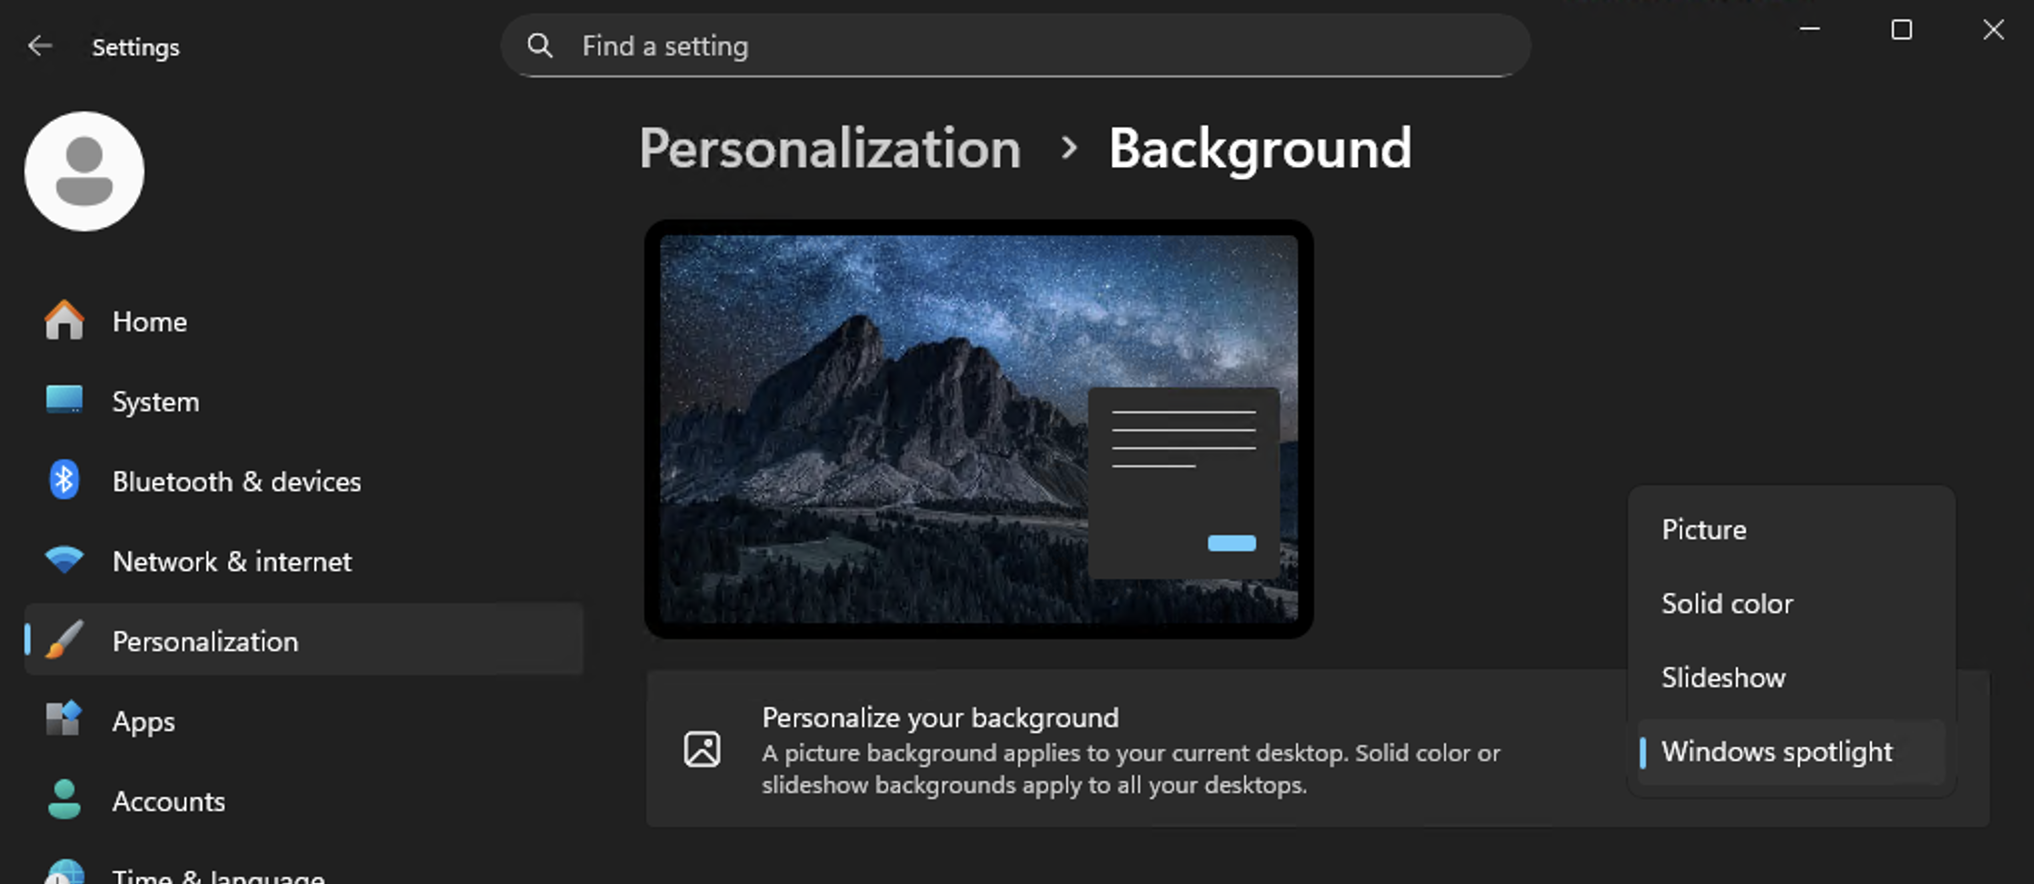 Settings
Find a setting
Personalization > Background
Home
System
Bluetooth & devices
Network & internet
Personalization
Apps
Accounts
Time & language
Personalize your background
A picture background applies to your current desktop. Solid color or
slideshow backgrounds apply to all your desktops.
Picture
Solid color
Slideshow
Windows spotlight